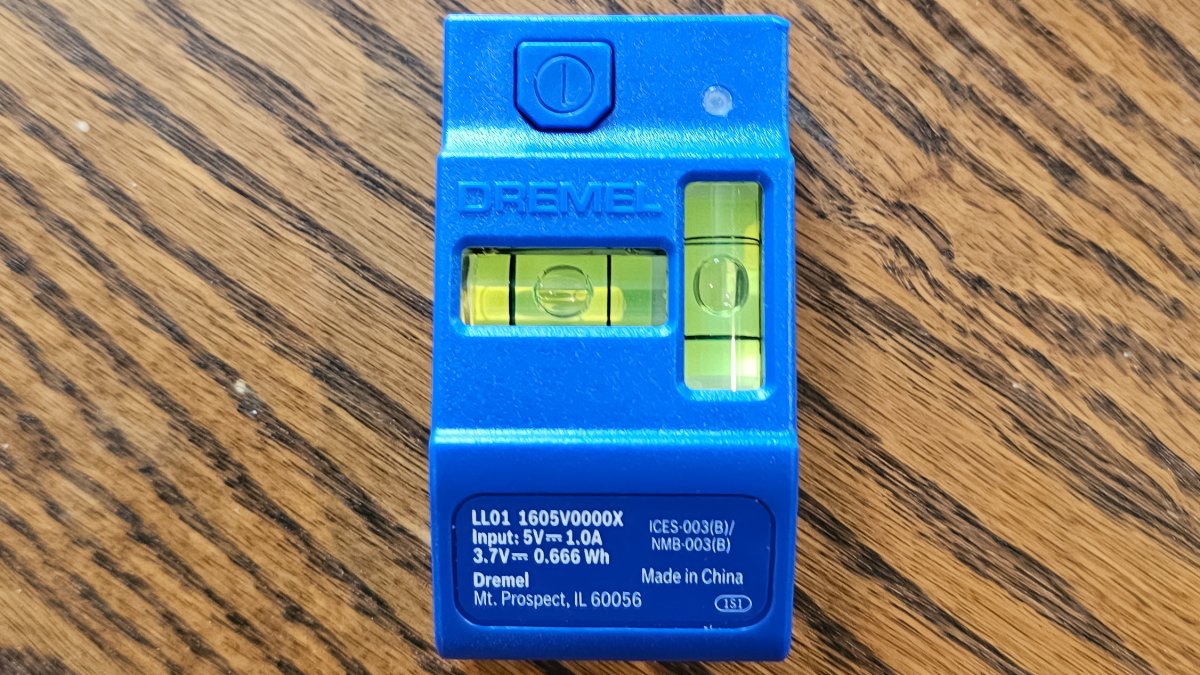 DREMEL
LL01 1605V0000X
Input: 5V⎓ 1.0A
3.7V⎓ 0.666 Wh
Dremel
Mt. Prospect, IL 60056
ICES-003(B)/
NMB-003(B)
Made in China
1S1